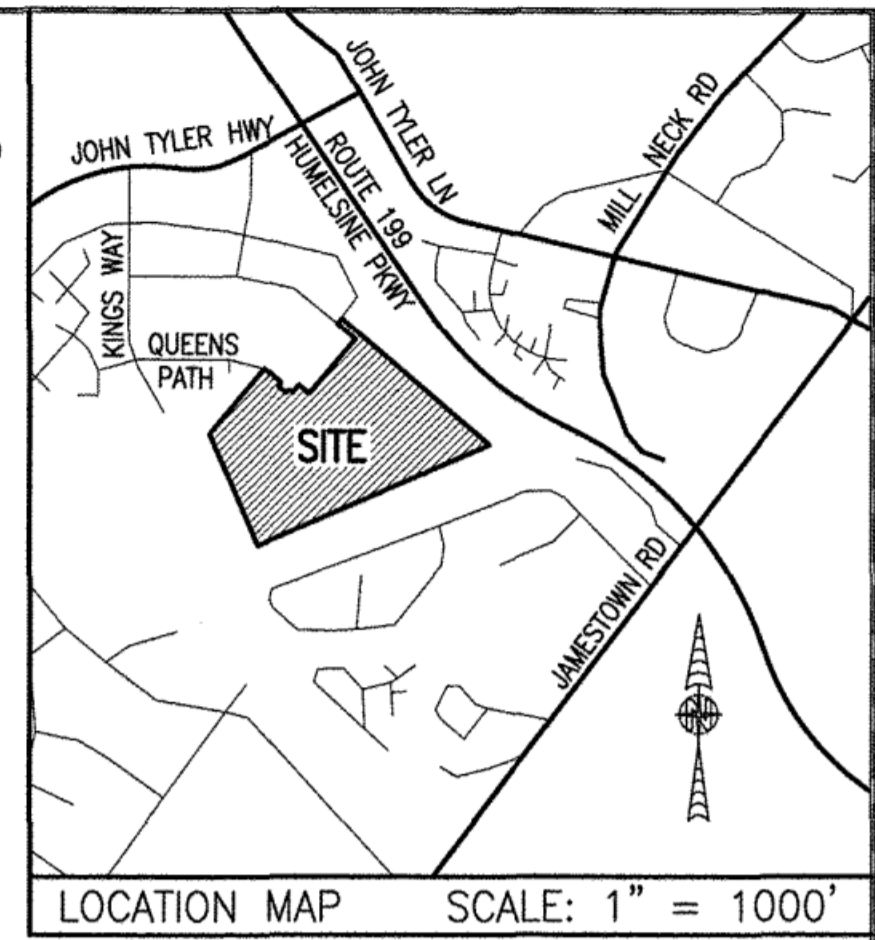 JOHN TYLER HWY
JOHN TYLER LN
ROUTE 199
HUMELSINE PKWY
MILL NECK RD
KINGS WAY
QUEENS
PATH
SITE
JAMESTOWN RD
N
LOCATION MAP SCALE: 1" = 1000'